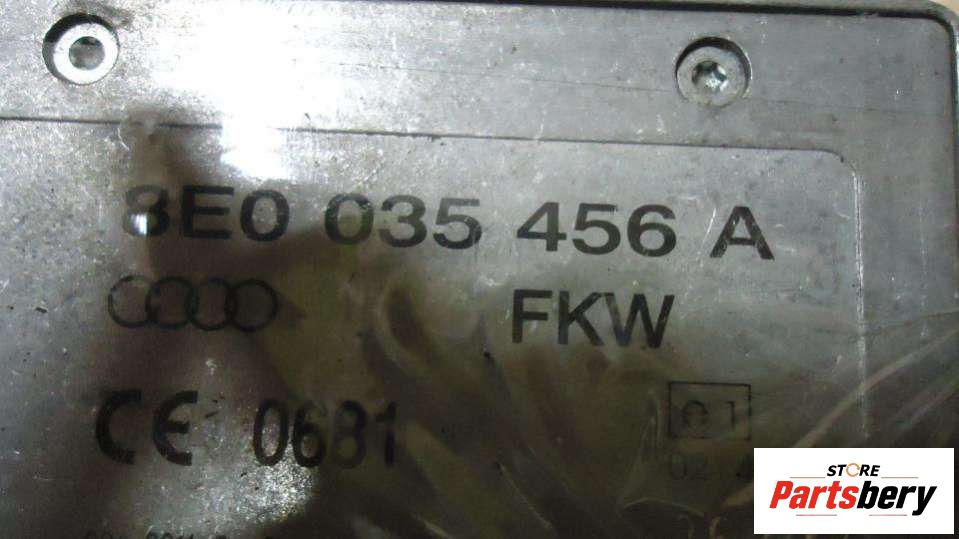 8E0 035 456 A
FKW
CE 0681
01
STORE
Partsbery